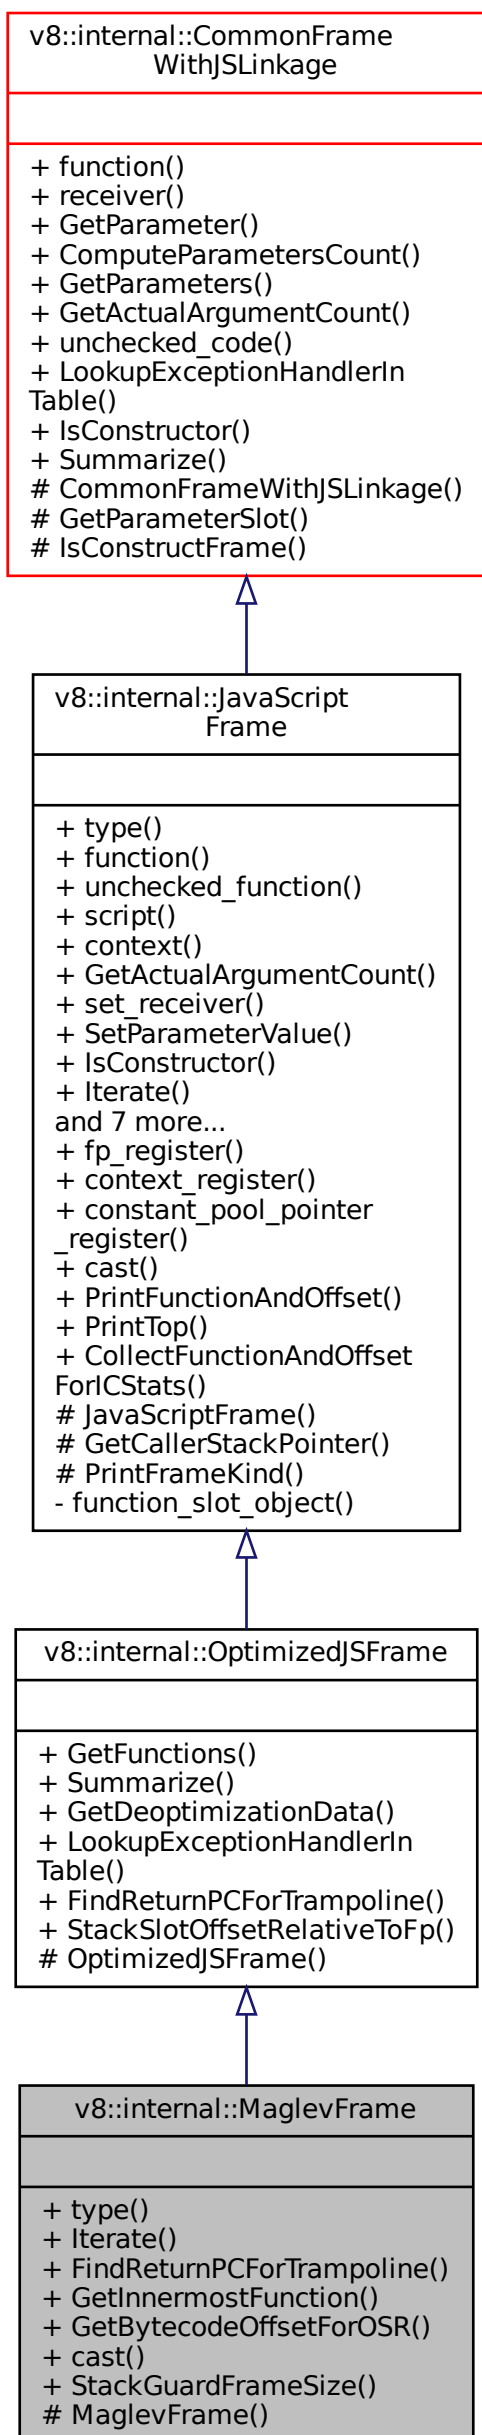 v8::internal::CommonFrame
WithJSLinkage
+ function()
+ receiver()
+ GetParameter()
+ ComputeParametersCount()
+ GetParameters()
+ GetActualArgumentCount()
+ unchecked_code()
+ LookupExceptionHandlerIn
Table()
+ IsConstructor()
+ Summarize()
# CommonFrameWithJSLinkage()
# GetParameterSlot()
# IsConstructFrame()
v8::internal::JavaScript
Frame
+ type()
+ function()
+ unchecked_function()
+ script()
+ context()
+ GetActualArgumentCount()
+ set_receiver()
+ SetParameterValue()
+ IsConstructor()
+ Iterate()
and 7 more...
+ fp_register()
+ context_register()
+ constant_pool_pointer
_register()
+ cast()
+ PrintFunctionAndOffset()
+ PrintTop()
+ CollectFunctionAndOffset
ForICStats()
# JavaScriptFrame()
# GetCallerStackPointer()
# PrintFrameKind()
- function_slot_object()
v8::internal::OptimizedJSFrame
+ GetFunctions()
+ Summarize()
+ GetDeoptimizationData()
+ LookupExceptionHandlerIn
Table()
+ FindReturnPCForTrampoline()
+ StackSlotOffsetRelativeToFp()
# OptimizedJSFrame()
v8::internal::MaglevFrame
+ type()
+ Iterate()
+ FindReturnPCForTrampoline()
+ GetInnermostFunction()
+ GetBytecodeOffsetForOSR()
+ cast()
+ StackGuardFrameSize()
# MaglevFrame()